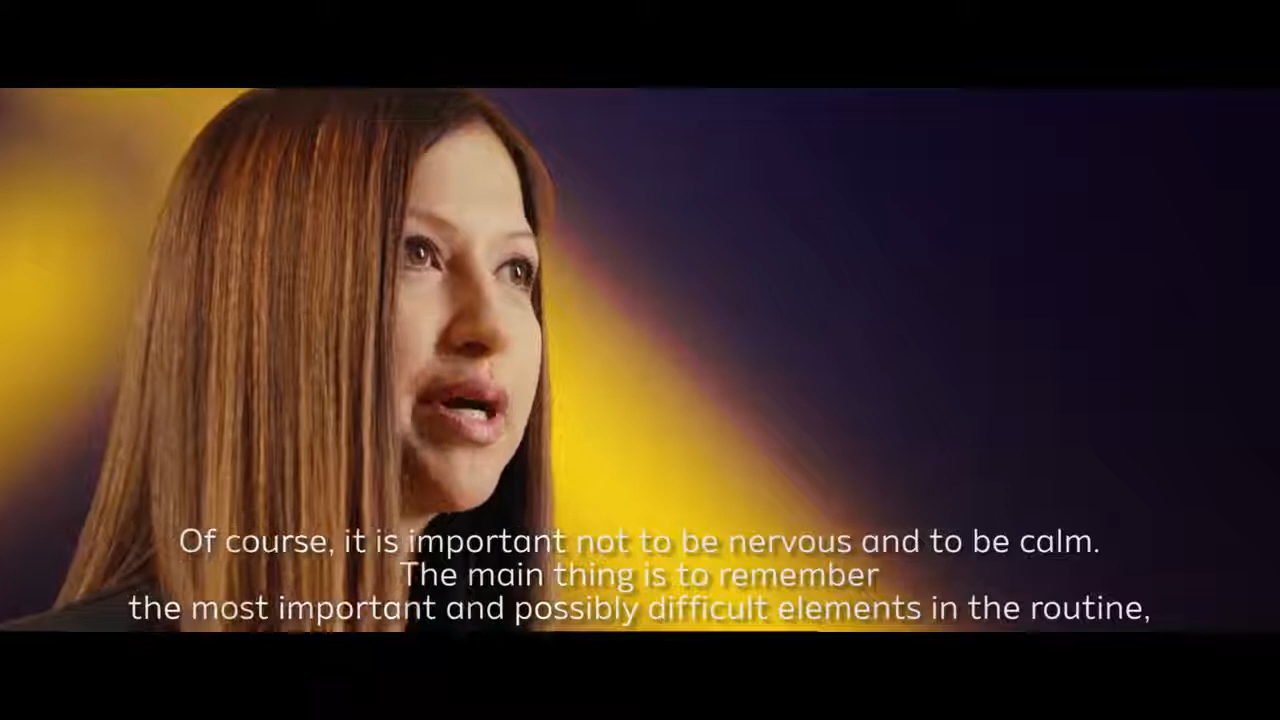 Of course, it is important not to be nervous and to be calm.
The main thing is to remember
the most important and possibly difficult elements in the routine,